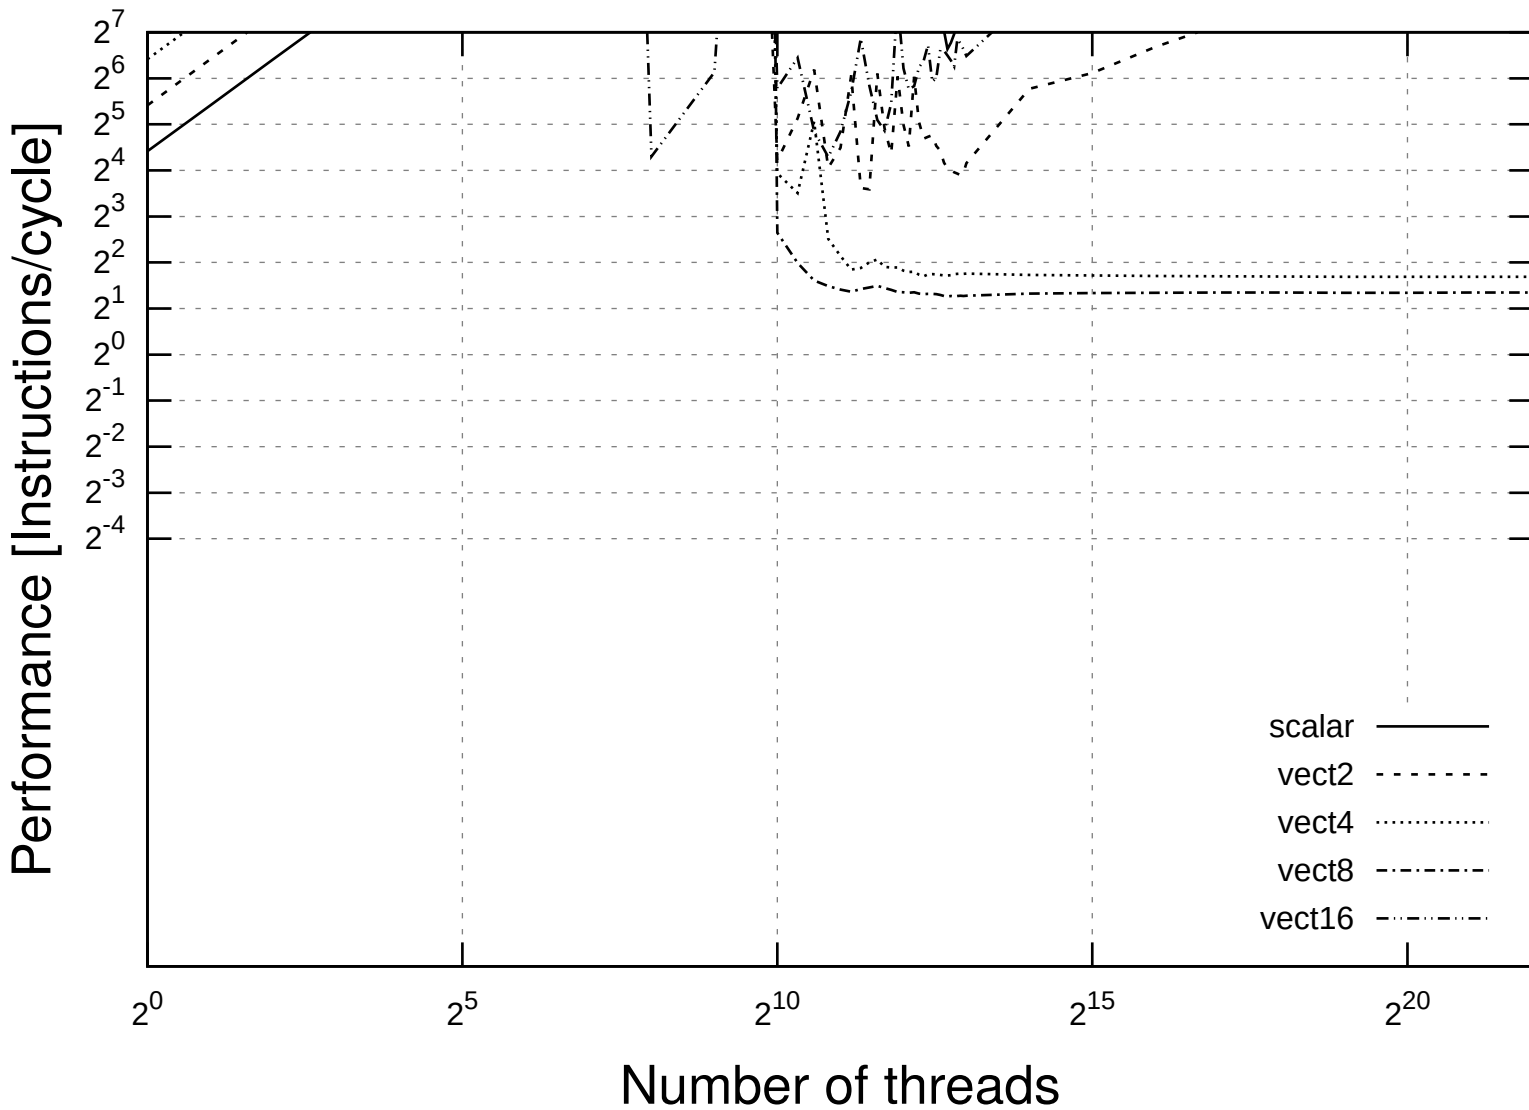 2^7
2^6
2^5
2^4
2^3
2^2
2^1
2^0
2^-1
2^-2
2^-3
2^-4
Performance [Instructions/cycle]
scalar
vect2
vect4
vect8
vect16
2^0 2^5 2^10 2^15 2^20
Number of threads